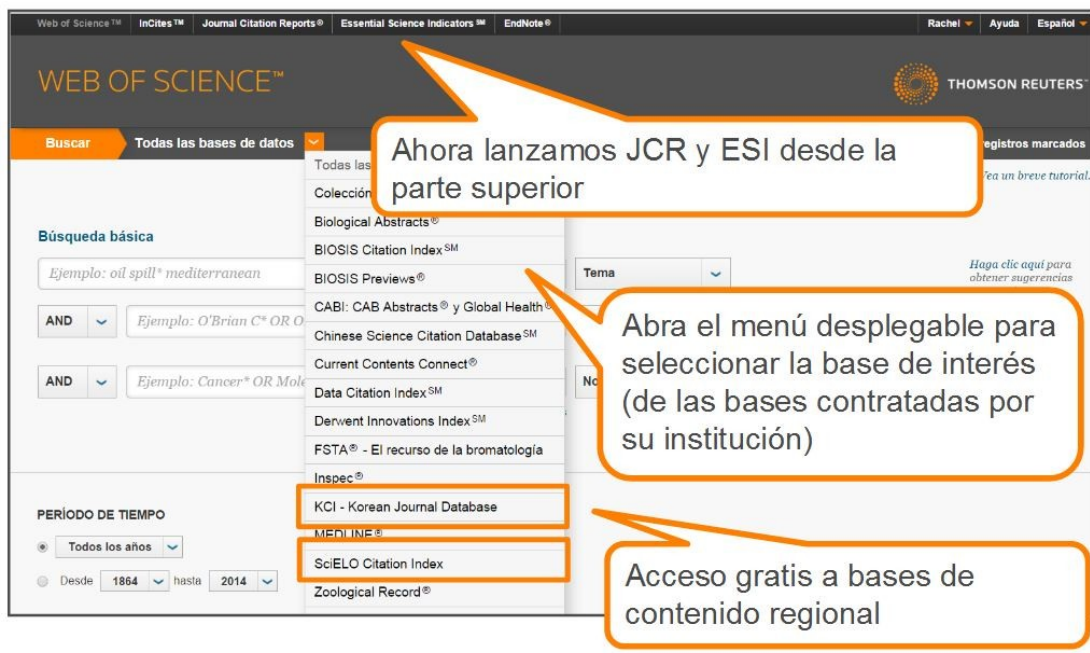 Web of Science™ InCites™ Journal Citation Reports® Essential Science Indicators℠ EndNote® Rachel Ayuda Español
WEB OF SCIENCE™
THOMSON REUTERS™
Buscar Todas las bases de datos registros marcados
Ahora lanzamos JCR y ESI desde la
parte superior
Todas las
Vea un breve tutorial.
Colección
Biological Abstracts®
Búsqueda básica
BIOSIS Citation Index℠
Ejemplo: oil spill* mediterranean
BIOSIS Previews®
Tema
Haga clic aquí para
obtener sugerencias
CABI: CAB Abstracts® y Global Health®
AND Ejemplo: O'Brian C* OR O
Chinese Science Citation Database℠
Current Contents Connect®
AND Ejemplo: Cancer* OR Mole
Data Citation Index℠
No
Derwent Innovations Index℠
FSTA® - El recurso de la bromatología
Inspec®
Abra el menú desplegable para
seleccionar la base de interés
(de las bases contratadas por
su institución)
KCI - Korean Journal Database
PERÍODO DE TIEMPO
MEDLINE®
Todos los años
SciELO Citation Index
Desde 1864 hasta 2014
Zoological Record®
Acceso gratis a bases de
contenido regional